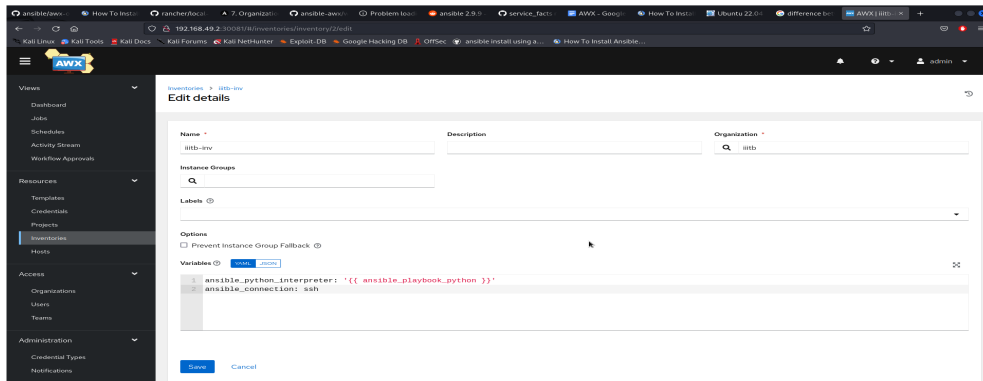 ansible/awx-
How To Instal
rancher/local
7. Organizatio
ansible-awx/
Problem load
ansible 2.9.9
service_facts
AWX - Googl
How To Instal
Ubuntu 22.04
difference be
AWX | iiitb-
192.168.49.2:30081/#/inventories/inventory/2/edit
Kali Linux
Kali Tools
Kali Docs
Kali Forums
Kali NetHunter
Exploit-DB
Google Hacking DB
OffSec
ansible install using a...
How To Install Ansible...
AWX
admin
Views
Dashboard
Jobs
Schedules
Activity Stream
Workflow Approvals
Resources
Templates
Credentials
Projects
Inventories
Hosts
Access
Organizations
Users
Teams
Administration
Credential Types
Notifications
Inventories > iiitb-inv
Edit details
Name *
Description
Organization *
iiitb-inv
iiitb
Instance Groups
Labels
Options
Prevent Instance Group Fallback
Variables YAML JSON
1 ansible_python_interpreter: '{{ ansible_playbook_python }}'
2 ansible_connection: ssh
Save Cancel